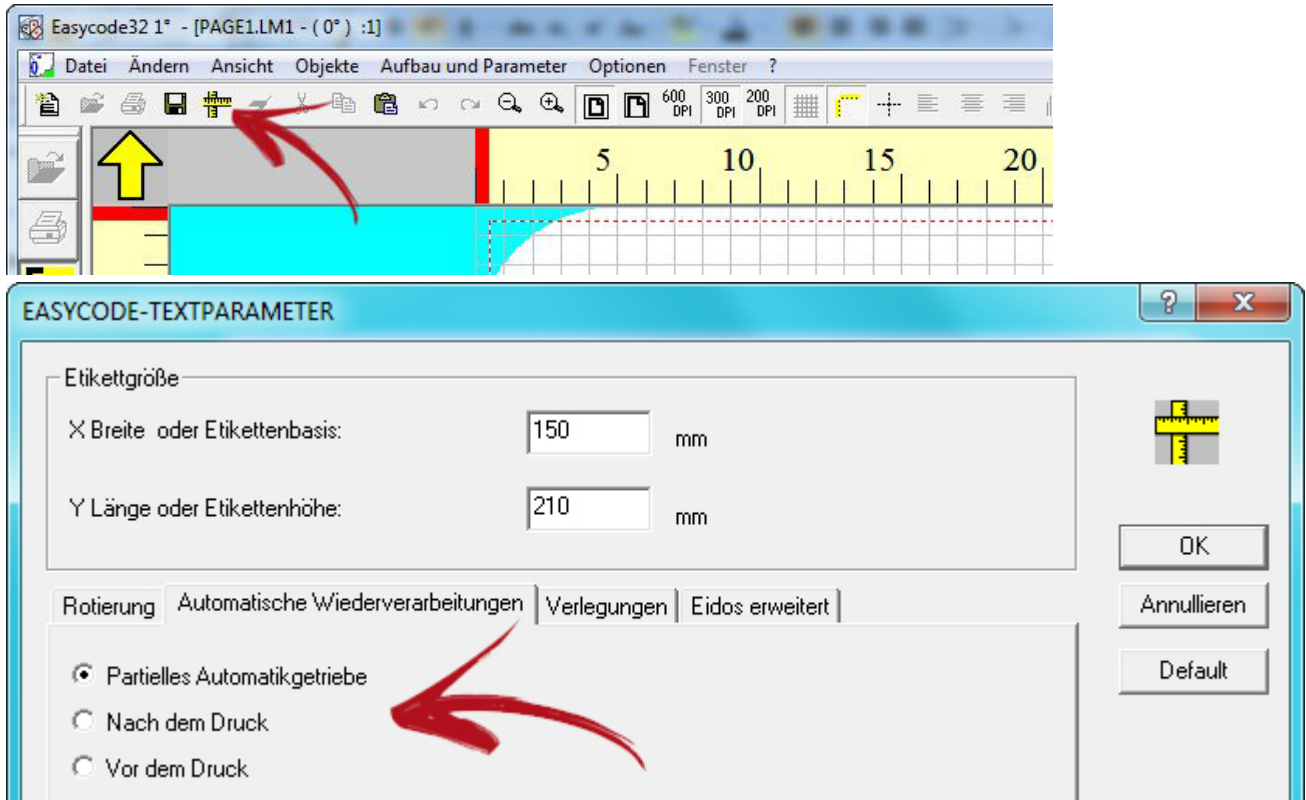 Easycode32 1° - [PAGE1.LM1 - ( 0° ) :1]
Datei Ändern Ansicht Objekte Aufbau und Parameter Optionen Fenster ?
600 DPI 300 DPI 200 DPI
5 10 15 20
EASYCODE-TEXTPARAMETER
Etikettgröße
X Breite oder Etikettenbasis: 150 mm
Y Länge oder Etikettenhöhe: 210 mm
OK
Rotierung Automatische Wiederverarbeitungen Verlegungen Eidos erweitert
Annullieren
Partielles Automatikgetriebe
Default
Nach dem Druck
Vor dem Druck